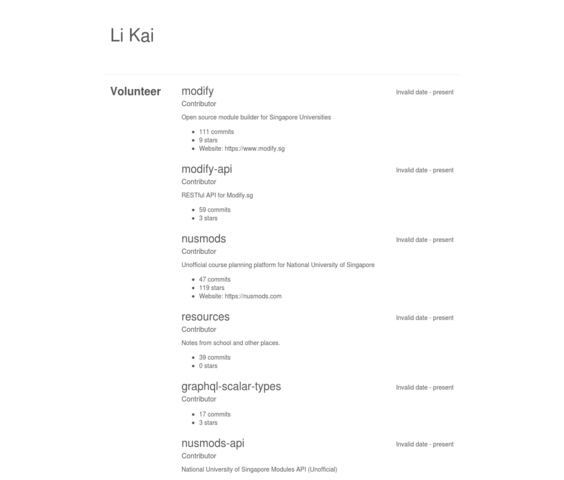 Li Kai
Volunteer
modify
Invalid date - present
Contributor
Open source module builder for Singapore Universities
111 commits
9 stars
Website: https://www.modify.sg
modify-api
Invalid date - present
Contributor
RESTful API for Modify.sg
59 commits
3 stars
nusmods
Invalid date - present
Contributor
Unofficial course planning platform for National University of Singapore
47 commits
119 stars
Website: https://nusmods.com
resources
Invalid date - present
Contributor
Notes from school and other places.
39 commits
0 stars
graphql-scalar-types
Invalid date - present
Contributor
17 commits
3 stars
nusmods-api
Invalid date - present
National University of Singapore Modules API (Unofficial)